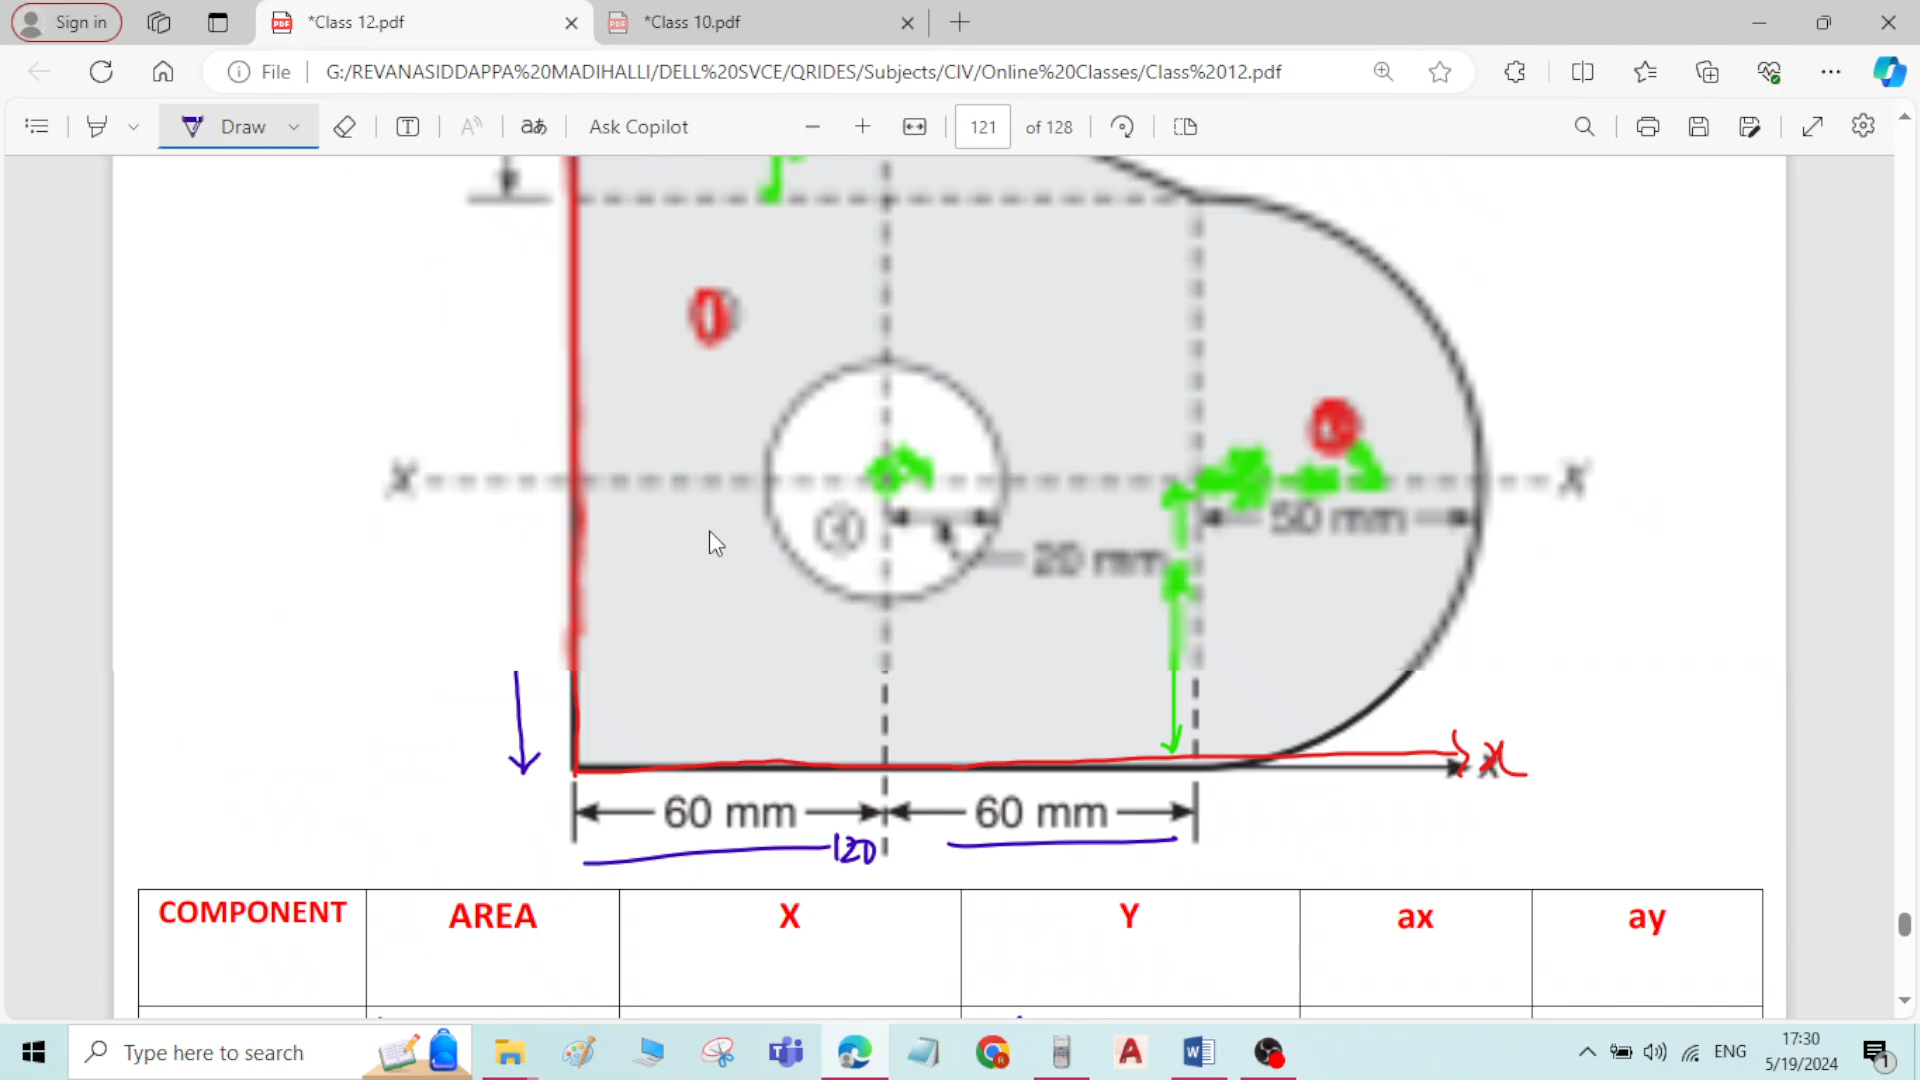 Sign in
*Class 12.pdf
*Class 10.pdf
File
G:/REVANASIDDAPPA%20MADIHALLI/DELL%20SVCE/QRIDES/Subjects/CIV/Online%20Classes/Class%2012.pdf
Draw
Ask Copilot
121 of 128
X X
4
50 mm
20 mm
x
60 mm 60 mm
120
COMPONENT AREA X Y ax ay
Type here to search
ENG
17:30
5/19/2024
1